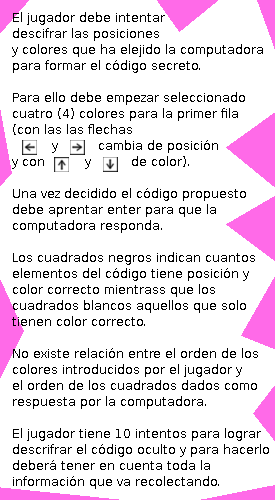 El jugador debe intentar
descifrar las posiciones
y colores que ha elejido la computadora
para formar el código secreto.
Para ello debe empezar seleccionado
cuatro (4) colores para la primer fila
(con las las flechas
← y → cambia de posición
y con ↑ y ↓ de color).
Una vez decidido el código propuesto
debe aprentar enter para que la
computadora responda.
Los cuadrados negros indican cuantos
elementos del código tiene posición y
color correcto mientrass que los
cuadrados blancos aquellos que solo
tienen color correcto.
No existe relación entre el orden de los
colores introducidos por el jugador y
el orden de los cuadrados dados como
respuesta por la computadora.
El jugador tiene 10 intentos para lograr
descrifrar el código oculto y para hacerlo
deberá tener en cuenta toda la
información que va recolectando.